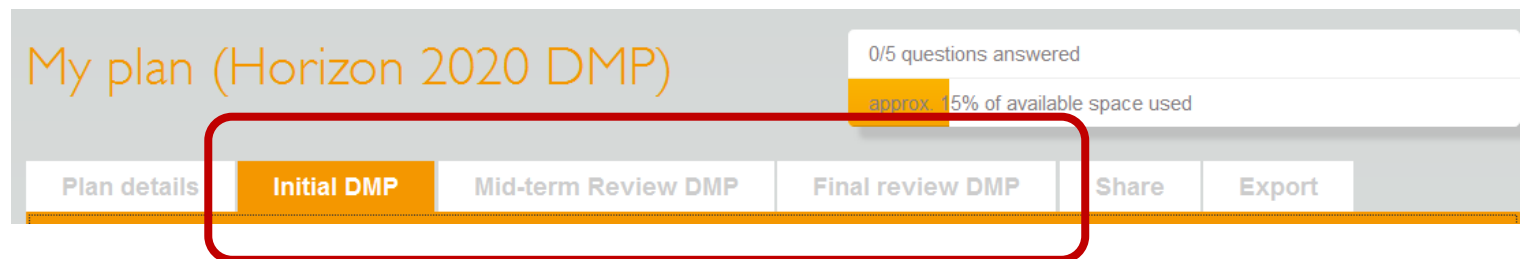 My plan (Horizon 2020 DMP)
0/5 questions answered
approx. 15% of available space used
Plan details Initial DMP Mid-term Review DMP Final review DMP Share Export